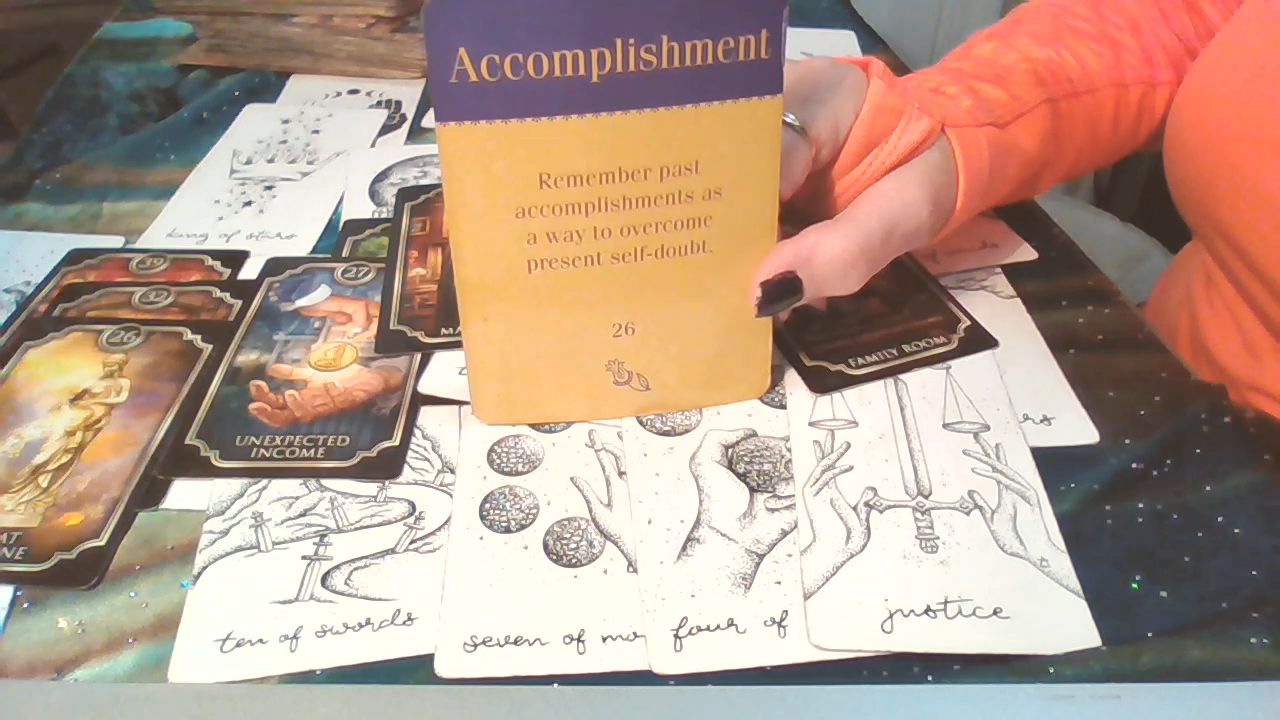 Accomplishment
Remember past
accomplishments as
a way to overcome
present self-doubt.
26
king of stars
39
32
26
27
UNEXPECTED
INCOME
FAMILY ROOM
ten of swords
seven of mo
four of
justice